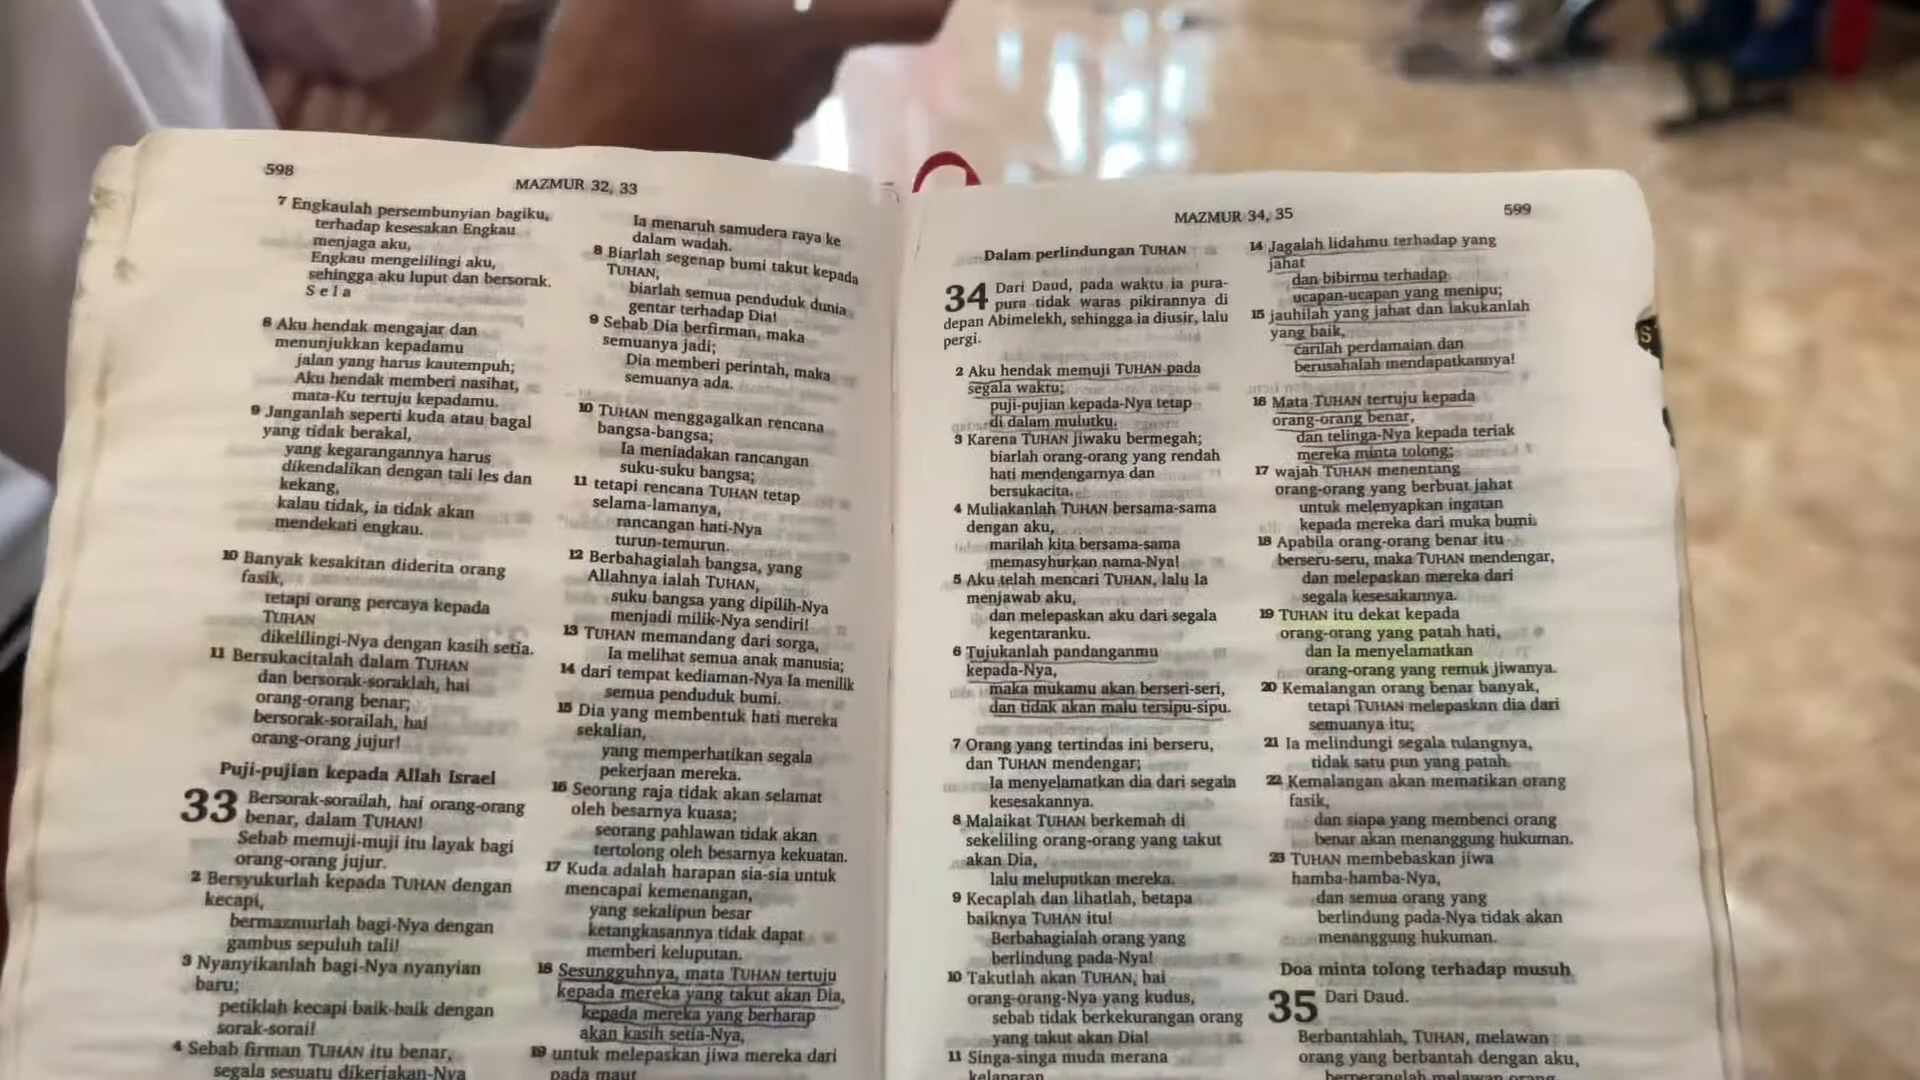 598
MAZMUR 32, 33
7 Engkaulah persembunyian bagiku,
terhadap kesesakan Engkau
menjaga aku,
Engkau mengelilingi aku,
sehingga aku luput dan bersorak.
Sela
8 Aku hendak mengajar dan
menunjukkan kepadamu
jalan yang harus kautempuh;
Aku hendak memberi nasihat,
mata-Ku tertuju kepadamu.
9 Janganlah seperti kuda atau bagal
yang tidak berakal,
yang kegarangannya harus
dikendalikan dengan tali les dan
kekang,
kalau tidak, ia tidak akan
mendekati engkau.
10 Banyak kesakitan diderita orang
fasik,
tetapi orang percaya kepada
TUHAN
dikelilingi-Nya dengan kasih setia.
11 Bersukacitalah dalam TUHAN
dan bersorak-soraklah, hai
orang-orang benar;
bersorak-sorailah, hai
orang-orang jujur!
Puji-pujian kepada Allah Israel
33 Bersorak-sorailah, hai orang-orang
benar, dalam TUHAN!
Sebab memuji-muji itu layak bagi
orang-orang jujur.
2 Bersyukurlah kepada TUHAN dengan
kecapi,
bermazmurlah bagi-Nya dengan
gambus sepuluh tali!
3 Nyanyikanlah bagi-Nya nyanyian
baru;
petiklah kecapi baik-baik dengan
sorak-sorai!
4 Sebab firman TUHAN itu benar,
segala sesuatu dikerjakan-Nya
Ia menaruh samudera raya ke
dalam wadah.
8 Biarlah segenap bumi takut kepada
TUHAN,
biarlah semua penduduk dunia
gentar terhadap Dia!
9 Sebab Dia berfirman, maka
semuanya jadi;
Dia memberi perintah, maka
semuanya ada.
10 TUHAN menggagalkan rencana
bangsa-bangsa;
Ia meniadakan rancangan
suku-suku bangsa;
11 tetapi rencana TUHAN tetap
selama-lamanya,
rancangan hati-Nya
turun-temurun.
12 Berbahagialah bangsa, yang
Allahnya ialah TUHAN,
suku bangsa yang dipilih-Nya
menjadi milik-Nya sendiri!
13 TUHAN memandang dari sorga,
Ia melihat semua anak manusia;
14 dari tempat kediaman-Nya Ia menilik
semua penduduk bumi.
15 Dia yang membentuk hati mereka
sekalian,
yang memperhatikan segala
pekerjaan mereka.
16 Seorang raja tidak akan selamat
oleh besarnya kuasa;
seorang pahlawan tidak akan
tertolong oleh besarnya kekuatan.
17 Kuda adalah harapan sia-sia untuk
mencapai kemenangan,
yang sekalipun besar
ketangkasannya tidak dapat
memberi keluputan.
18 Sesungguhnya, mata TUHAN tertuju
kepada mereka yang takut akan Dia,
kepada mereka yang berharap
akan kasih setia-Nya,
19 untuk melepaskan jiwa mereka dari
pada maut
MAZMUR 34, 35
599
Dalam perlindungan TUHAN
34 Dari Daud, pada waktu ia pura-
pura tidak waras pikirannya di
depan Abimelekh, sehingga ia diusir, lalu
pergi.
2 Aku hendak memuji TUHAN pada
segala waktu;
puji-pujian kepada-Nya tetap
di dalam mulutku.
3 Karena TUHAN jiwaku bermegah;
biarlah orang-orang yang rendah
hati mendengarnya dan
bersukacita.
4 Muliakanlah TUHAN bersama-sama
dengan aku,
marilah kita bersama-sama
memasyhurkan nama-Nya!
5 Aku telah mencari TUHAN, lalu Ia
menjawab aku,
dan melepaskan aku dari segala
kegentaranku.
6 Tujukanlah pandanganmu
kepada-Nya,
maka mukamu akan berseri-seri,
dan tidak akan malu tersipu-sipu.
7 Orang yang tertindas ini berseru,
dan TUHAN mendengar;
Ia menyelamatkan dia dari segala
kesesakannya.
8 Malaikat TUHAN berkemah di
sekeliling orang-orang yang takut
akan Dia,
lalu meluputkan mereka.
9 Kecaplah dan lihatlah, betapa
baiknya TUHAN itu!
Berbahagialah orang yang
berlindung pada-Nya!
10 Takutlah akan TUHAN, hai
orang-orang-Nya yang kudus,
sebab tidak berkekurangan orang
yang takut akan Dia!
11 Singa-singa muda merana
kelaparan
14 Jagalah lidahmu terhadap yang
jahat
dan bibirmu terhadap
ucapan-ucapan yang menipu;
15 jauhilah yang jahat dan lakukanlah
yang baik,
carilah perdamaian dan
berusahalah mendapatkannya!
16 Mata TUHAN tertuju kepada
orang-orang benar,
dan telinga-Nya kepada teriak
mereka minta tolong;
17 wajah TUHAN menentang
orang-orang yang berbuat jahat
untuk melenyapkan ingatan
kepada mereka dari muka bumi.
18 Apabila orang-orang benar itu
berseru-seru, maka TUHAN mendengar,
dan melepaskan mereka dari
segala kesesakannya.
19 TUHAN itu dekat kepada
orang-orang yang patah hati,
dan Ia menyelamatkan
orang-orang yang remuk jiwanya.
20 Kemalangan orang benar banyak,
tetapi TUHAN melepaskan dia dari
semuanya itu;
21 Ia melindungi segala tulangnya,
tidak satu pun yang patah.
22 Kemalangan akan mematikan orang
fasik,
dan siapa yang membenci orang
benar akan menanggung hukuman.
23 TUHAN membebaskan jiwa
hamba-hamba-Nya,
dan semua orang yang
berlindung pada-Nya tidak akan
menanggung hukuman.
Doa minta tolong terhadap musuh
35 Dari Daud.
Berbantahlah, TUHAN, melawan
orang yang berbantah dengan aku,
berperanglah melawan orang